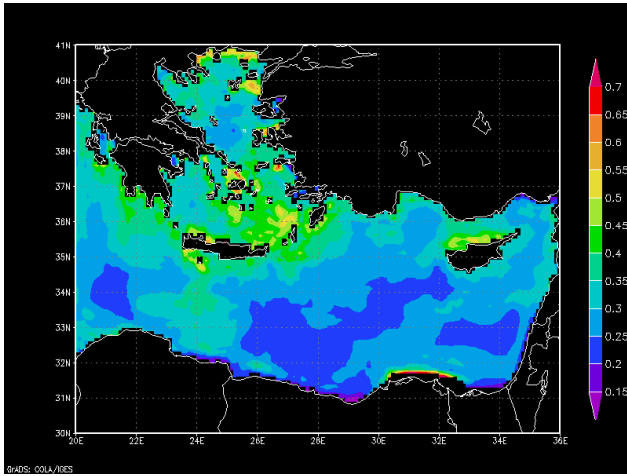 41N
40N
39N
38N
37N
36N
35N
34N
33N
32N
31N
30N
20E 22E 24E 26E 28E 30E 32E 34E 36E
0.7
0.65
0.6
0.55
0.5
0.45
0.4
0.35
0.3
0.25
0.2
0.15
GrADS: COLA/IGES